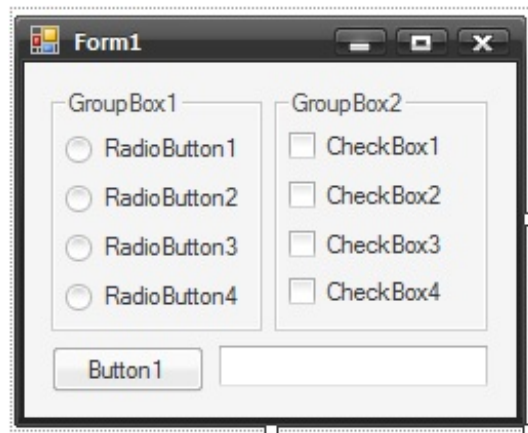 Form1
GroupBox1
RadioButton1
RadioButton2
RadioButton3
RadioButton4
GroupBox2
CheckBox1
CheckBox2
CheckBox3
CheckBox4
Button1